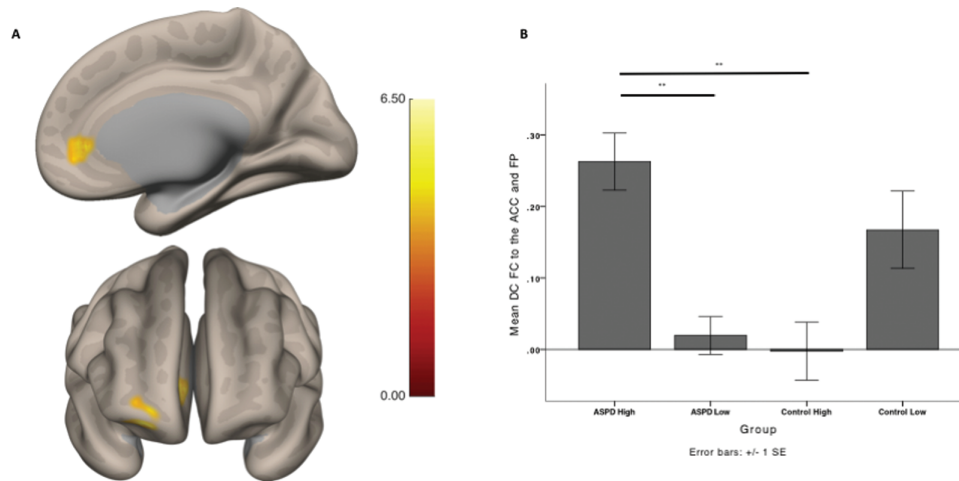 A
6.50
0.00
B
**
**
Mean DC FC to the ACC and FP
.30
.20
.10
.00
ASPD High
ASPD Low
Control High
Control Low
Group
Error bars: +/- 1 SE